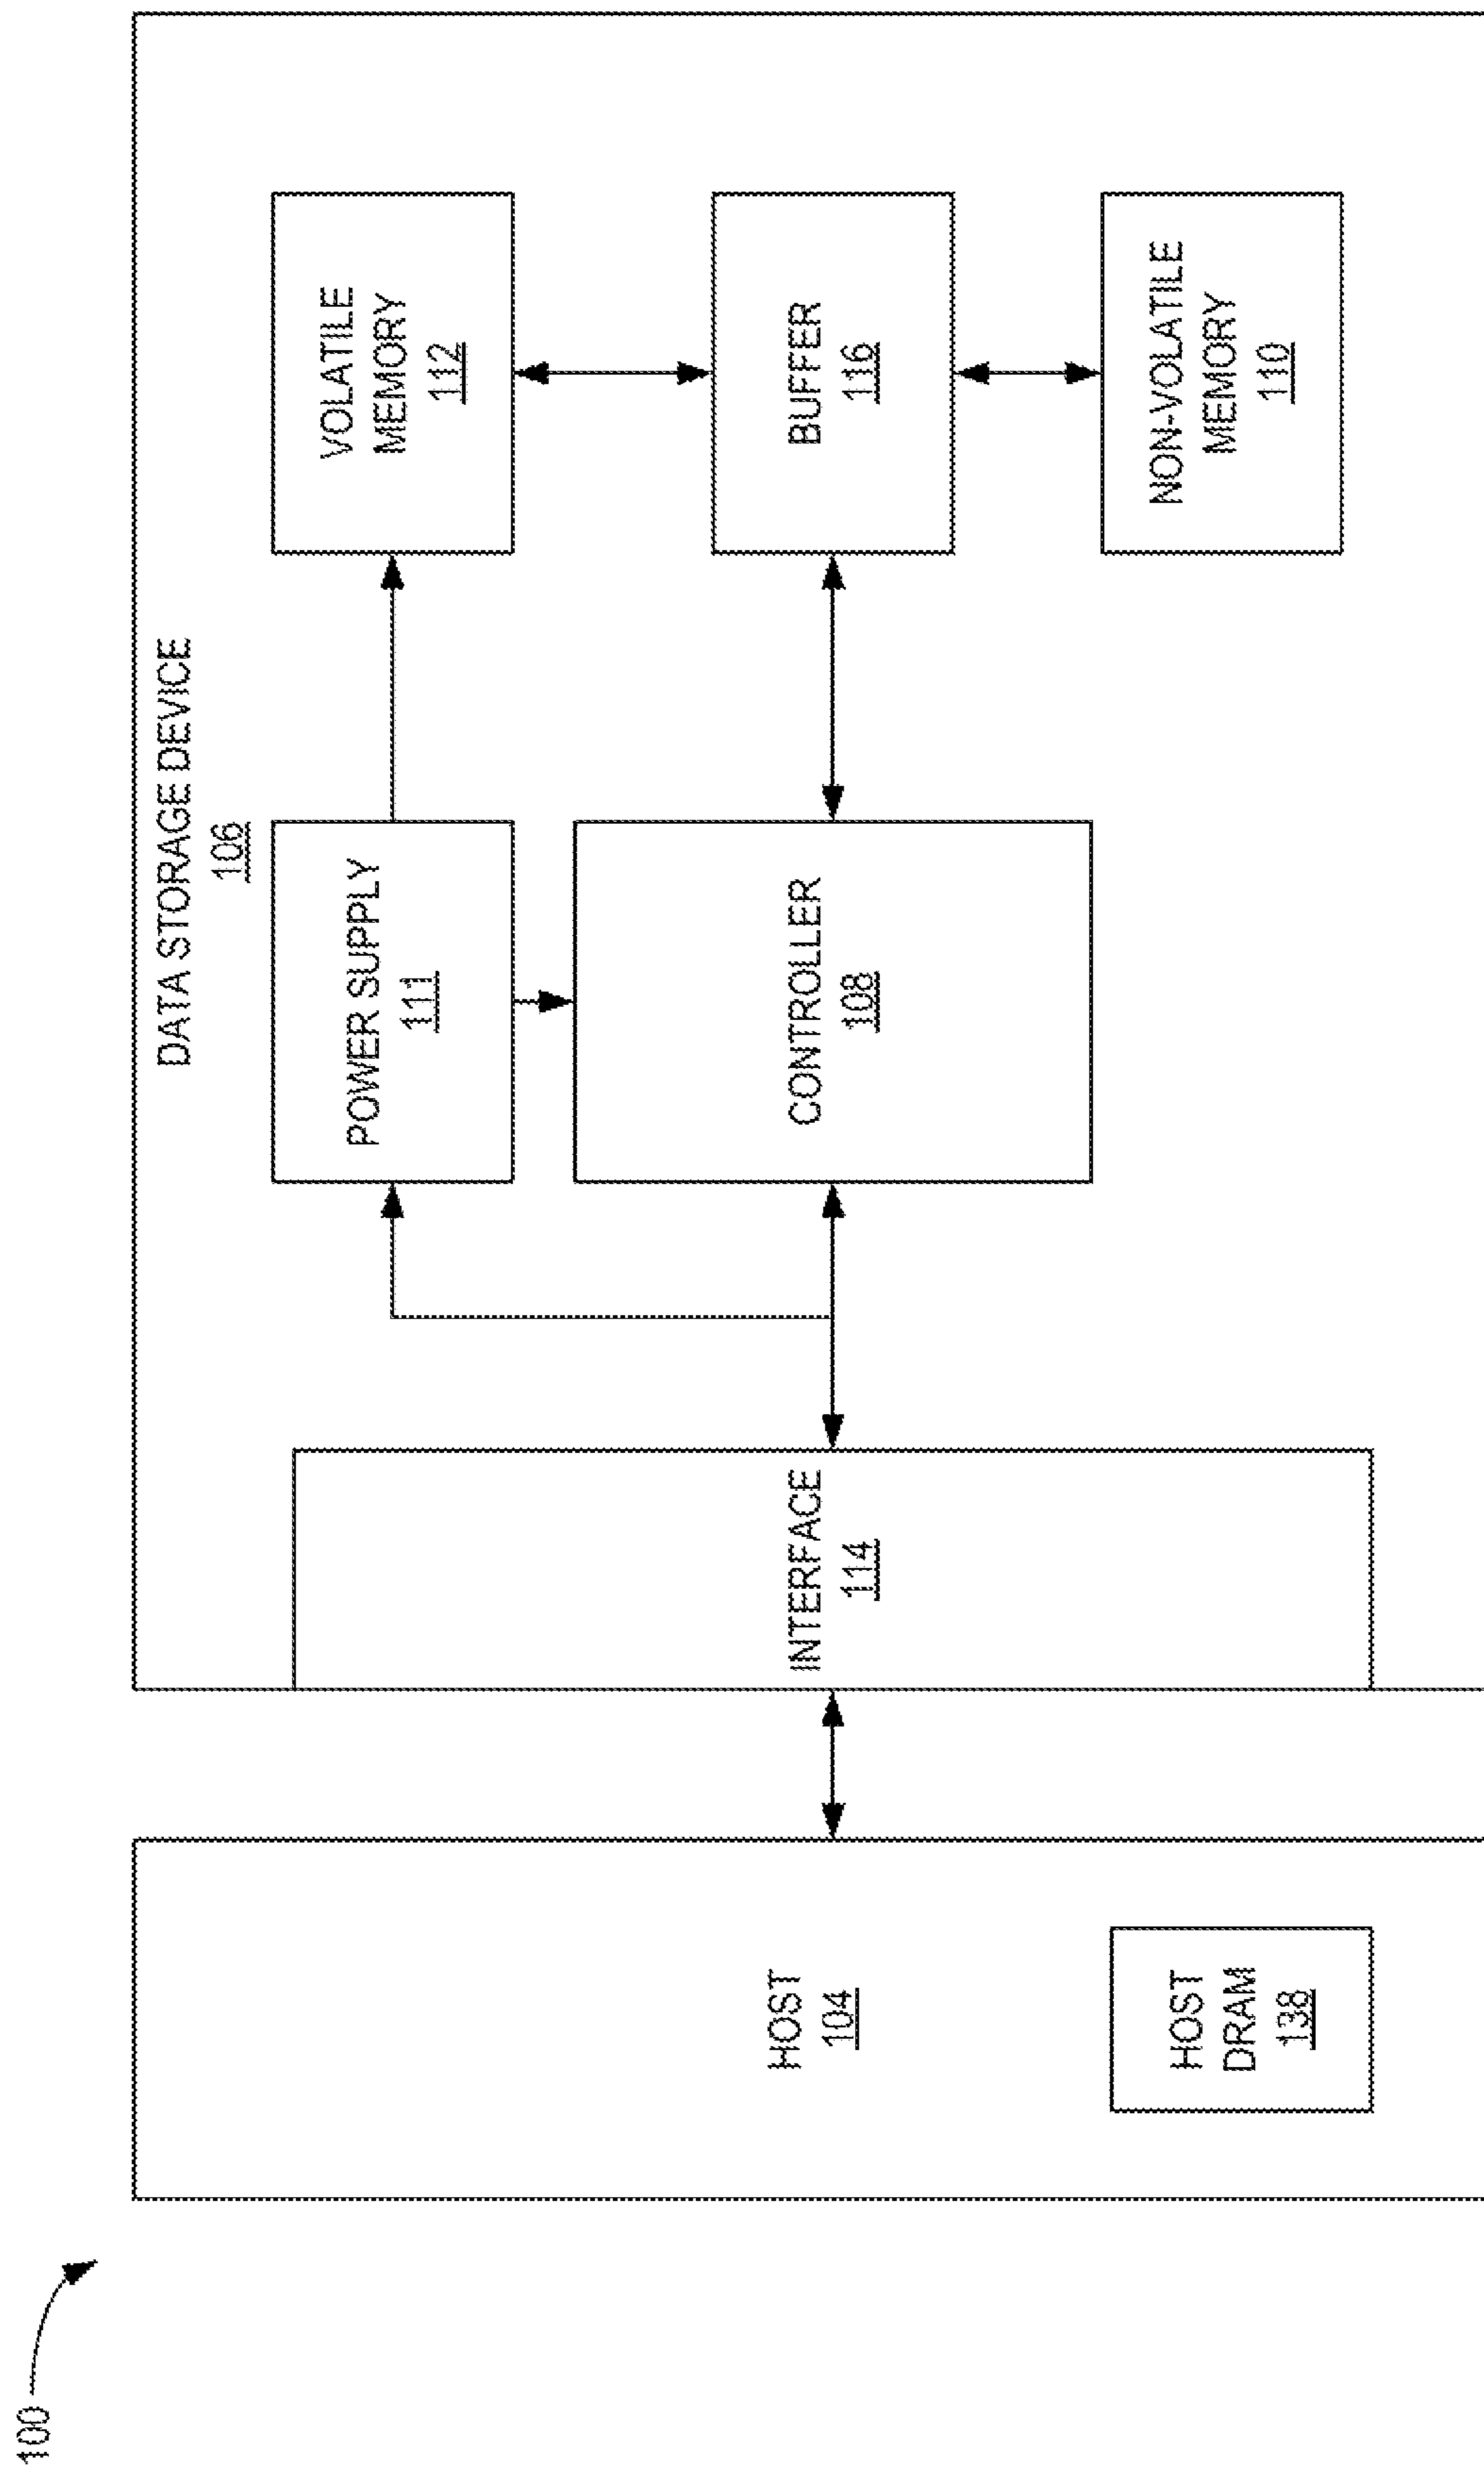 100
HOST
104
HOST
DRAM
138
DATA STORAGE DEVICE
106
INTERFACE
114
POWER SUPPLY
111
CONTROLLER
108
VOLATILE
MEMORY
112
BUFFER
116
NON-VOLATILE
MEMORY
110